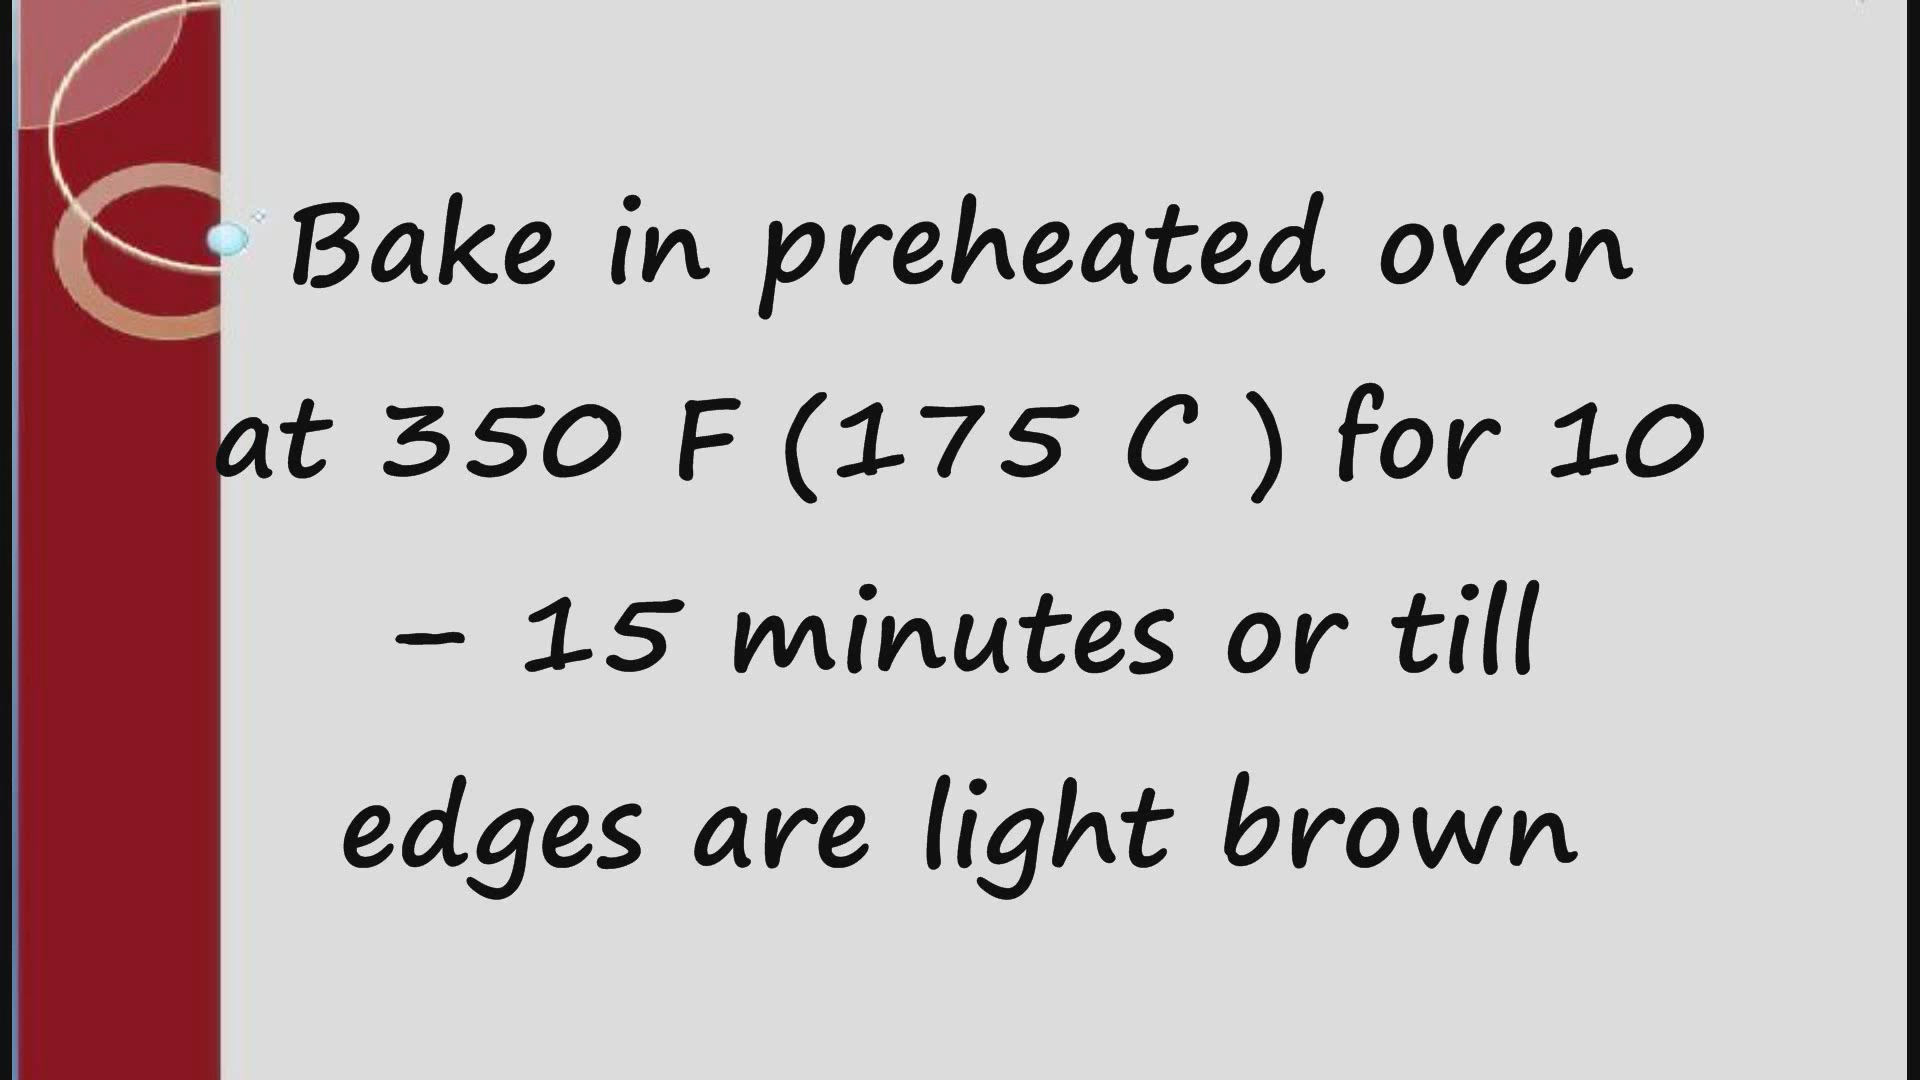 Bake in preheated oven
at 350 F (175 C ) for 10
– 15 minutes or till
edges are light brown